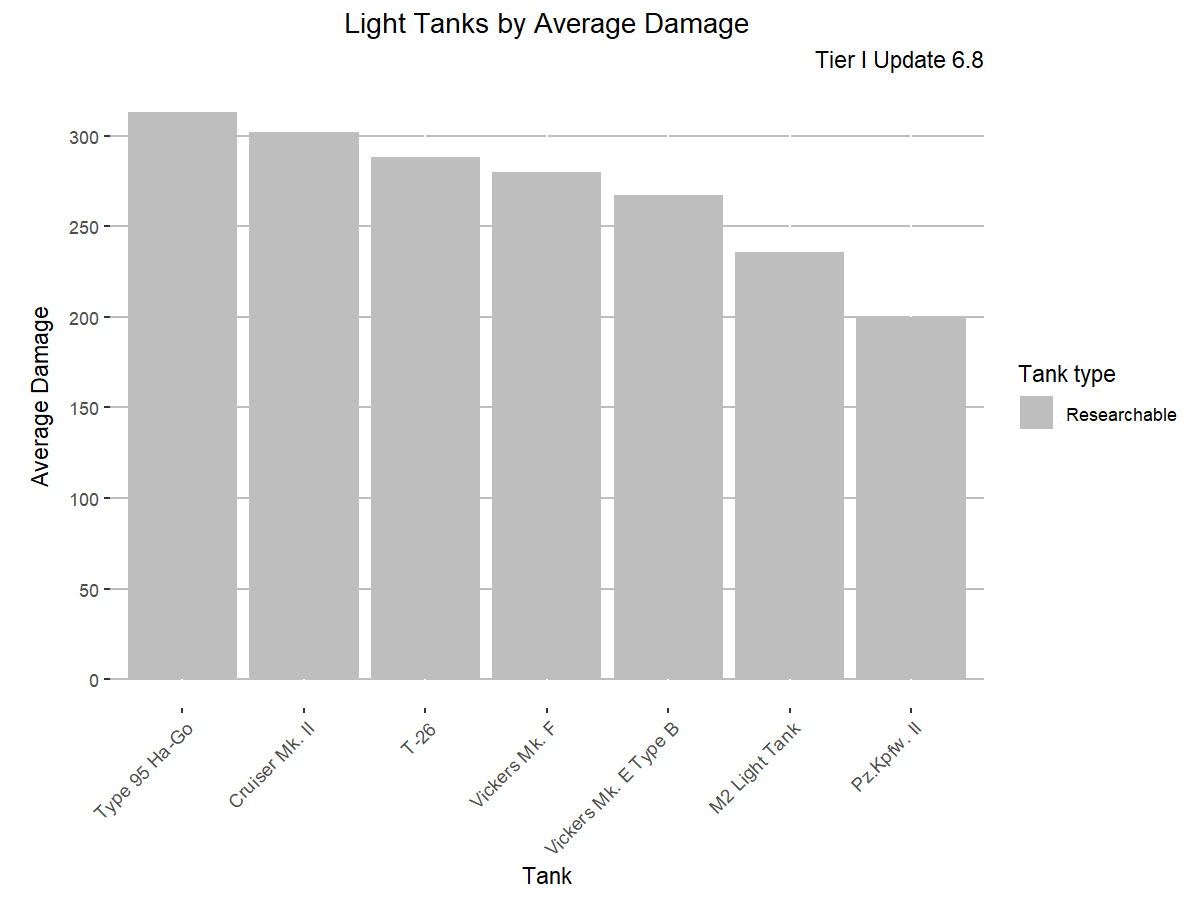 Light Tanks by Average Damage
Tier I Update 6.8
Average Damage
300
250
200
150
100
50
0
Type 95 Ha-Go
Cruiser Mk. II
T-26
Vickers Mk. F
Vickers Mk. E Type B
M2 Light Tank
Pz.Kpfw. II
Tank
Tank type
Researchable